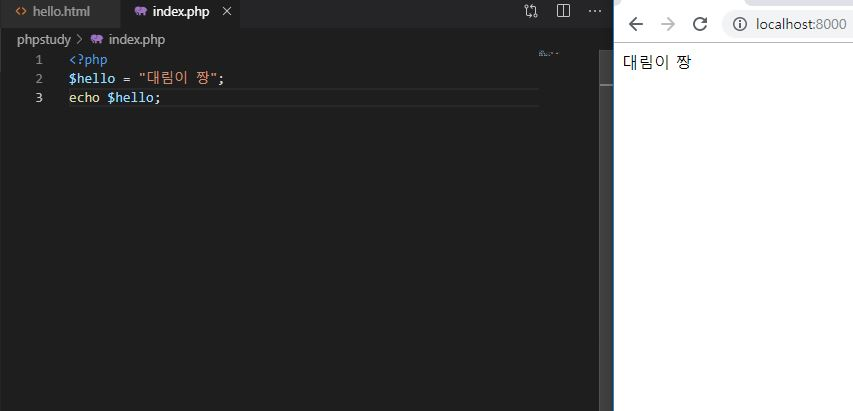 hello.html
index.php
phpstudy > index.php
1 <?php
2 $hello = "대림이 짱";
3 echo $hello;
localhost:8000
대림이 짱